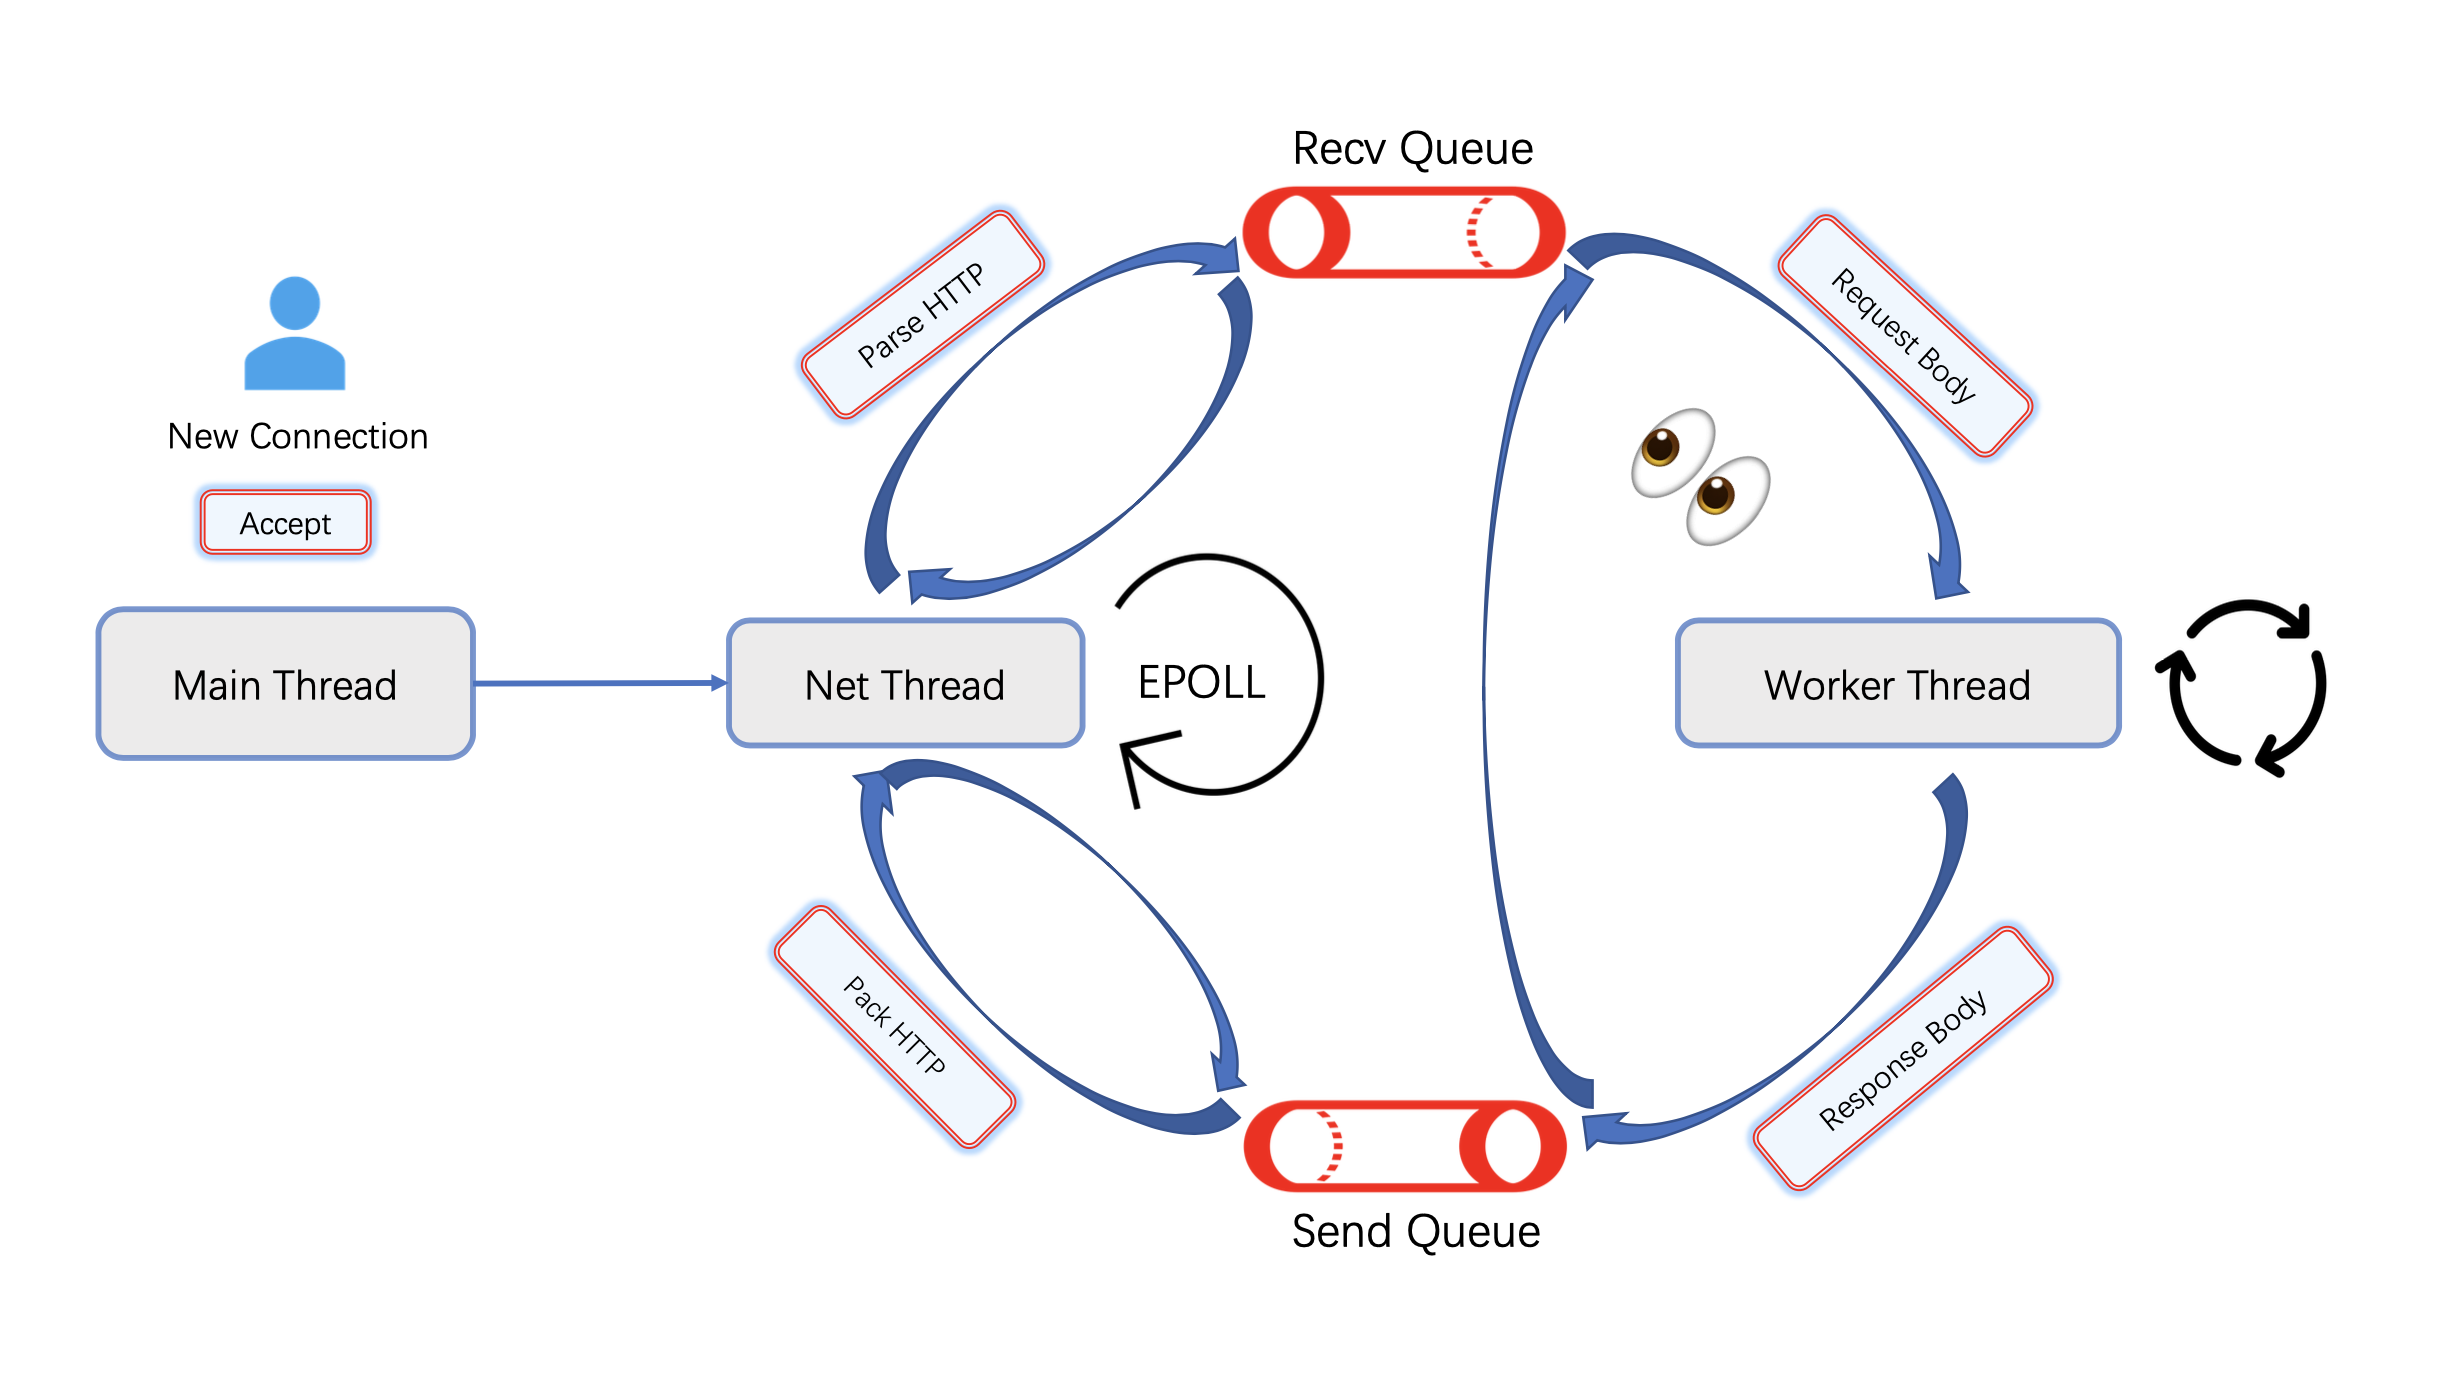 Recv Queue
Parse HTTP
Request Body
New Connection
Accept
Main Thread
Net Thread
EPOLL
Worker Thread
Pack HTTP
Response Body
Send Queue